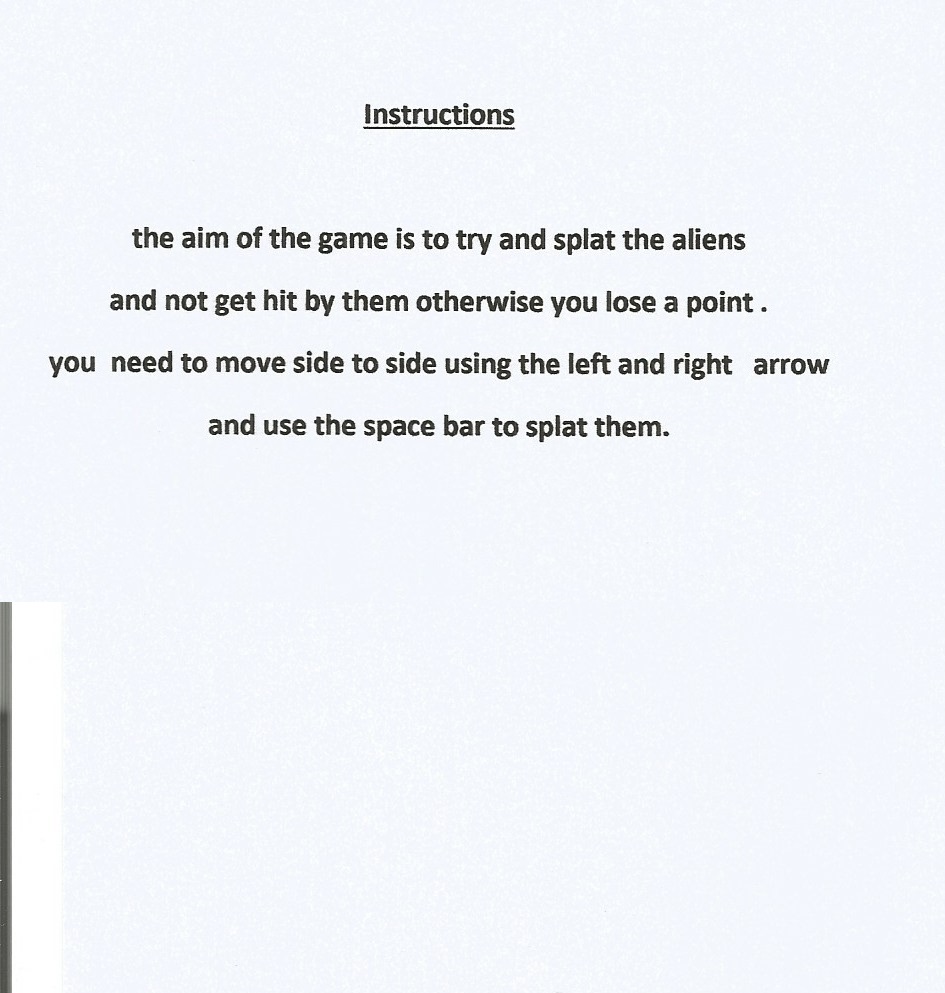 Instructions
the aim of the game is to try and splat the aliens
and not get hit by them otherwise you lose a point .
you  need to move side to side using the left and right   arrow
and use the space bar to splat them.